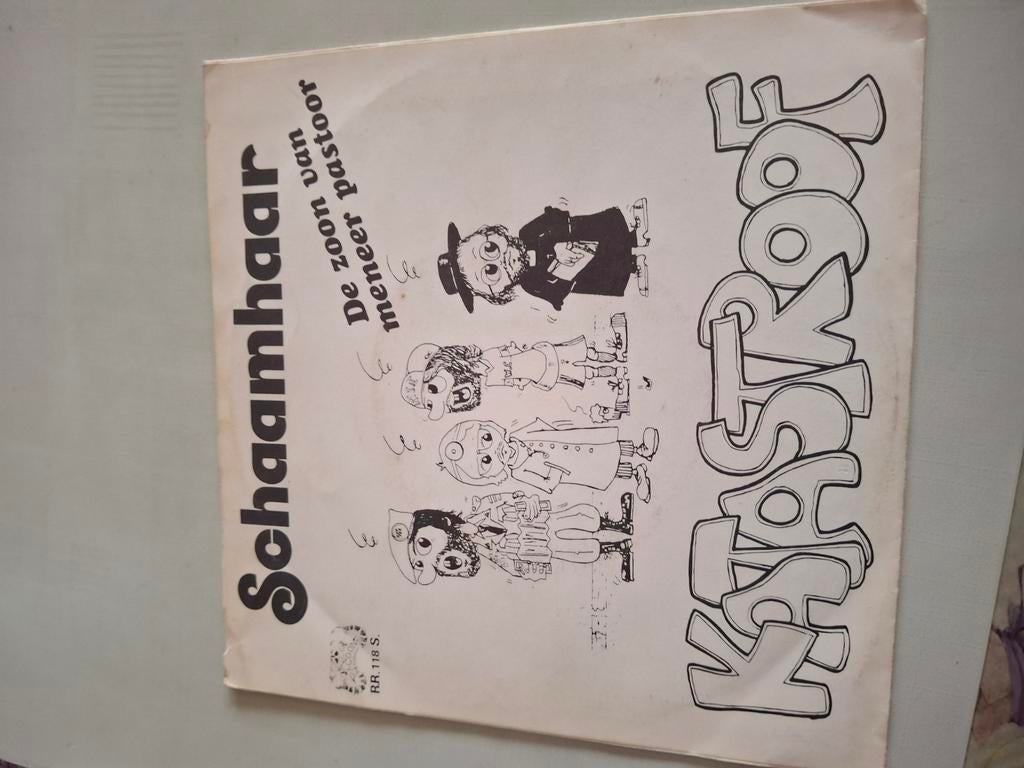 Schaamhaar
De zoon van
meneer pastoor
RR. 118 S.
KATASTROOF